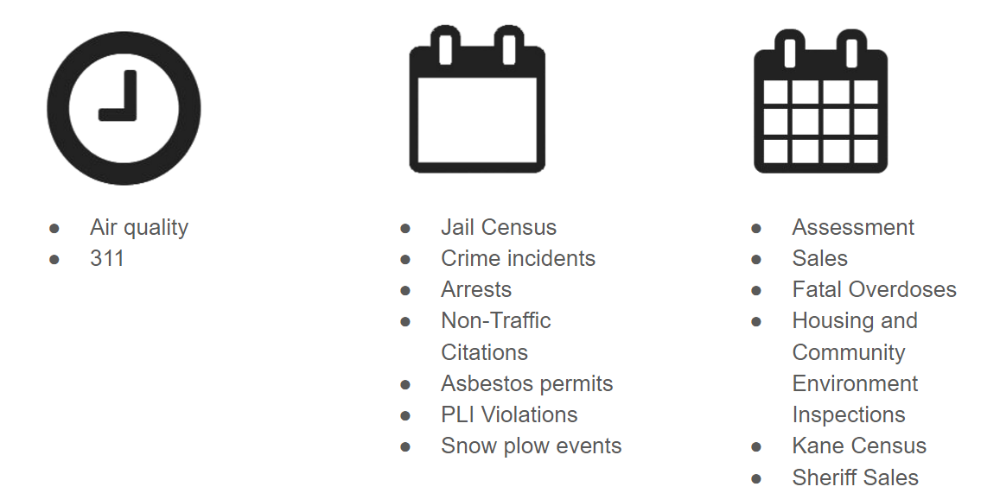 ● Air quality
● 311
● Jail Census
● Crime incidents
● Arrests
● Non-Traffic
Citations
● Asbestos permits
● PLI Violations
● Snow plow events
● Assessment
● Sales
● Fatal Overdoses
● Housing and
Community
Environment
Inspections
● Kane Census
● Sheriff Sales